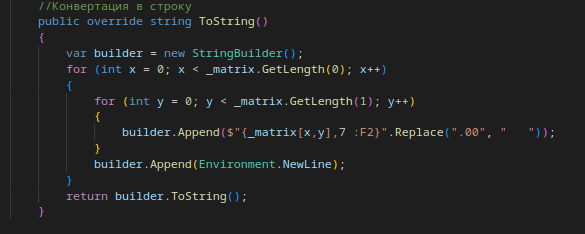 //Конвертация в строку
public override string ToString()
{
var builder = new StringBuilder();
for (int x = 0; x < _matrix.GetLength(0); x++)
{
for (int y = 0; y < _matrix.GetLength(1); y++)
{
builder.Append($"{_matrix[x,y],7 :F2}".Replace(".00", "   "));
}
builder.Append(Environment.NewLine);
}
return builder.ToString();
}